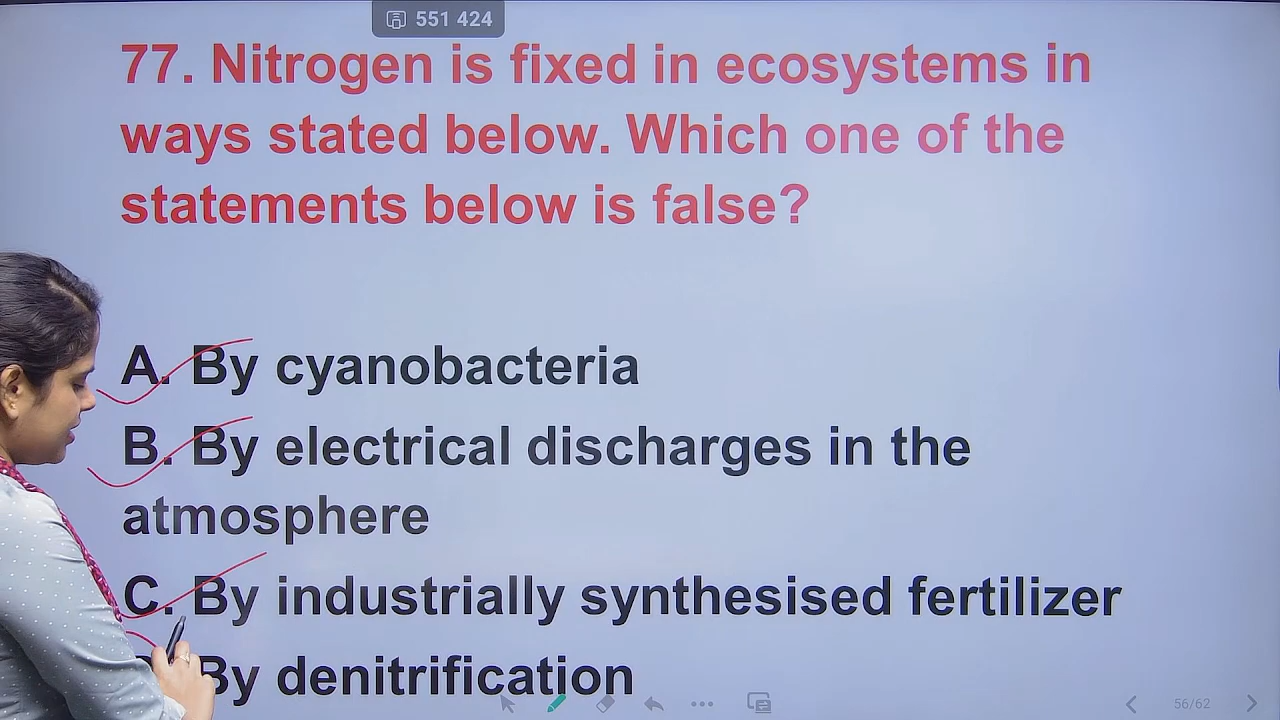 551 424
77. Nitrogen is fixed in ecosystems in
ways stated below. Which one of the
statements below is false?
A. By cyanobacteria
B. By electrical discharges in the
atmosphere
C. By industrially synthesised fertilizer
By denitrification
56/62